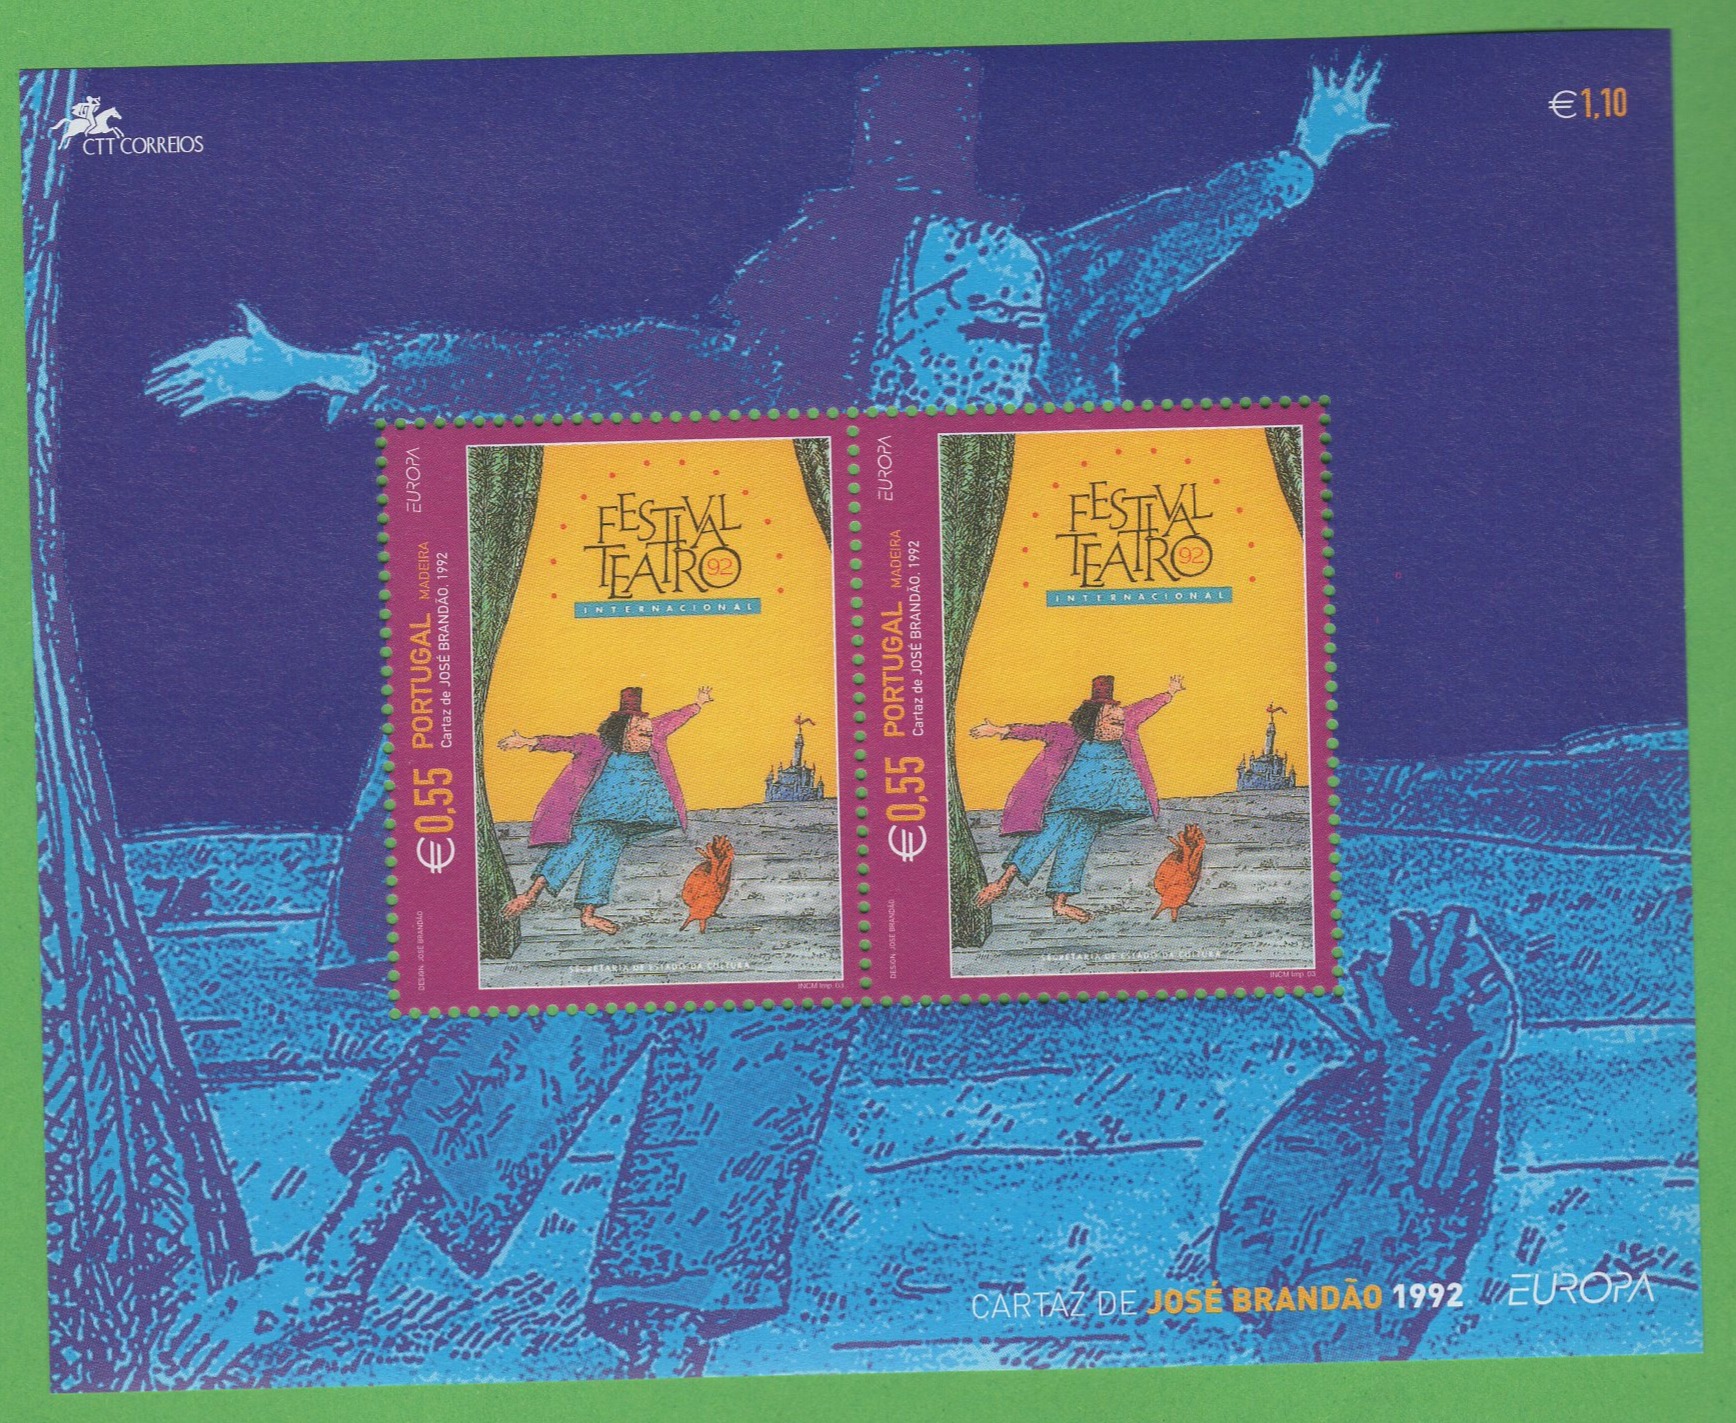 CTT CORREIOS
€1,10
EUROPA
PORTUGAL MADEIRA
Cartaz de JOSÉ BRANDÃO. 1992
€0,55
DESIGN: JOSÉ BRANDÃO
FESTIVAL
TEATRO 92
INTERNACIONAL
SECRETARIA DE ESTADO DA CULTURA
INCM Imp. 03
EUROPA
PORTUGAL MADEIRA
Cartaz de JOSÉ BRANDÃO. 1992
€0,55
DESIGN: JOSÉ BRANDÃO
FESTIVAL
TEATRO 92
INTERNACIONAL
SECRETARIA DE ESTADO DA CULTURA
INCM Imp. 03
CARTAZ DE JOSÉ BRANDÃO 1992 EUROPA